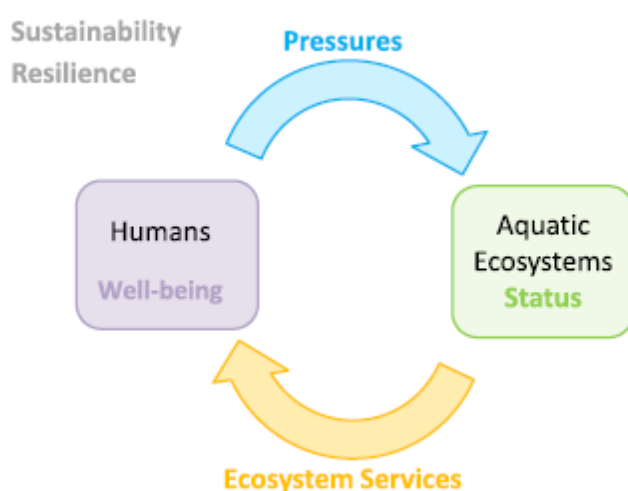 Sustainability
Resilience
Pressures
Humans
Well-being
Aquatic
Ecosystems
Status
Ecosystem Services